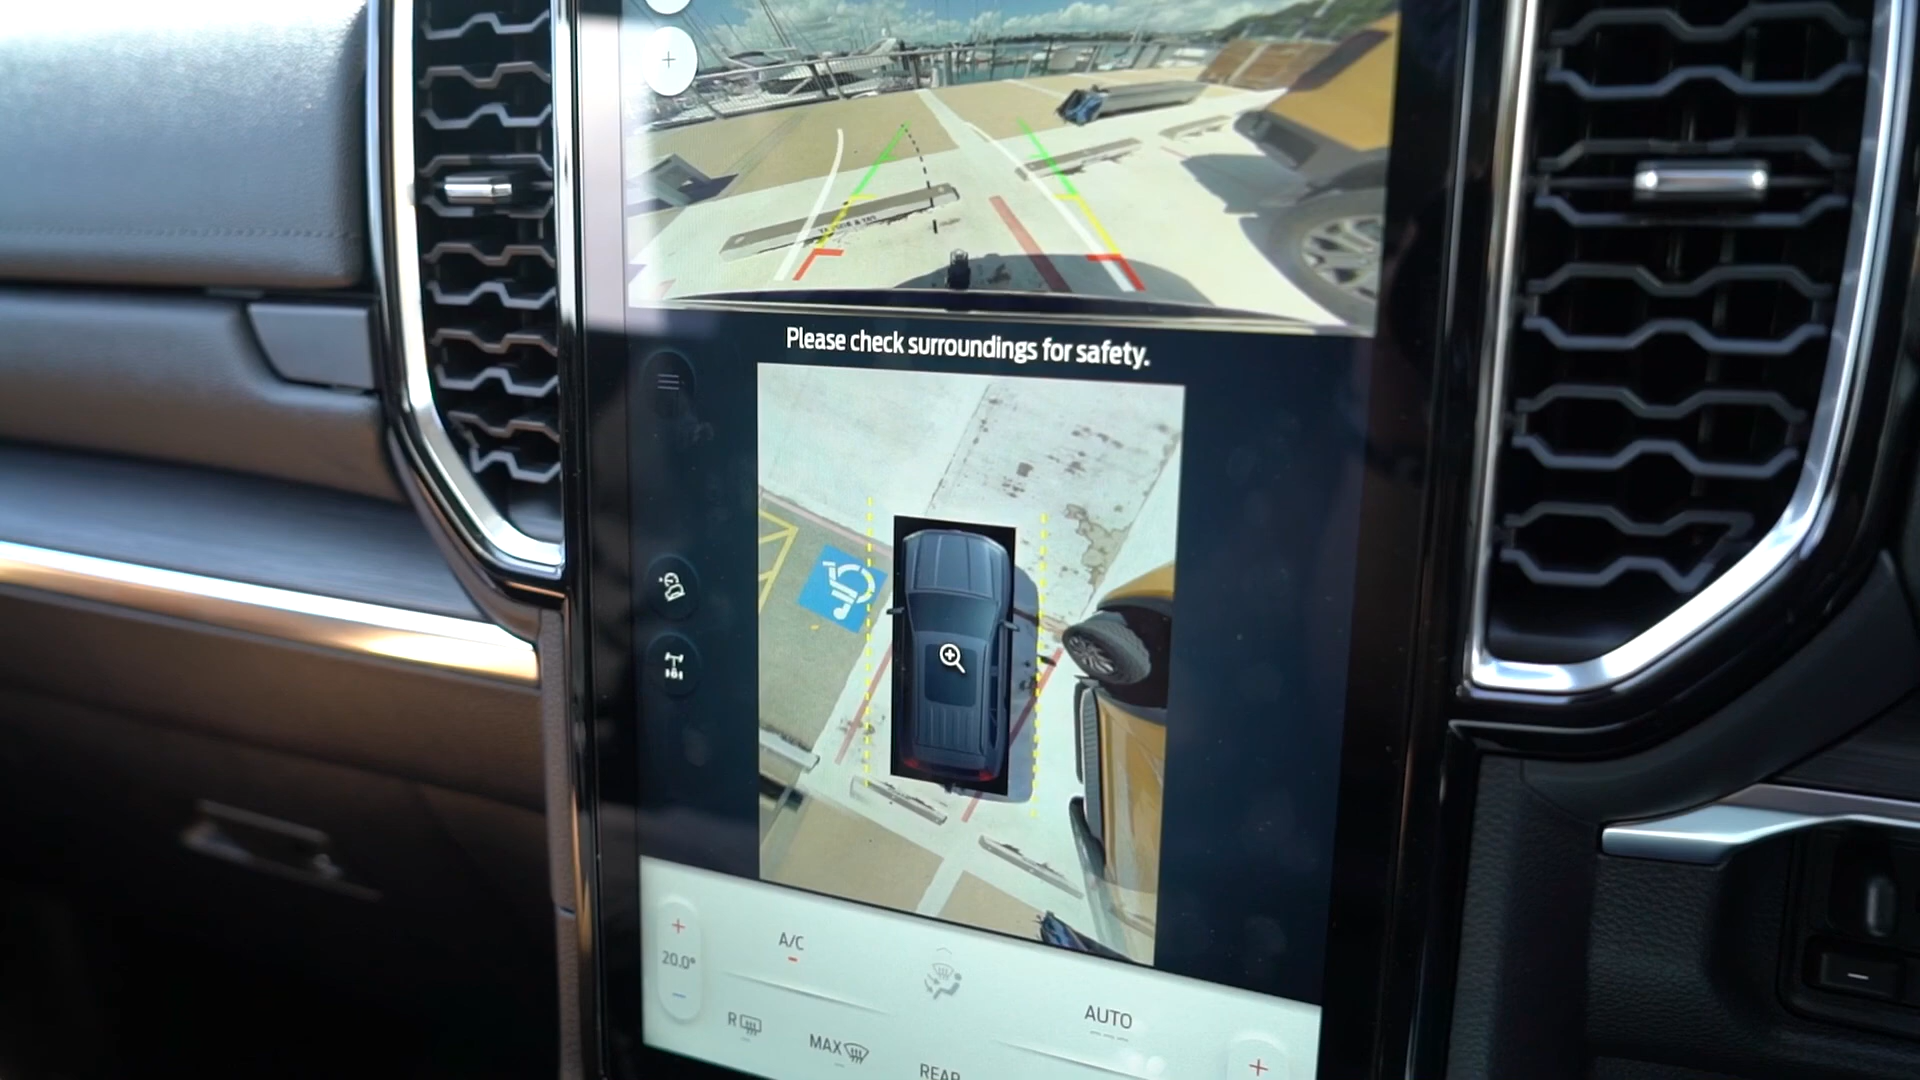 Please check surroundings for safety.
20.0°
A/C
AUTO
R
MAX
REAR